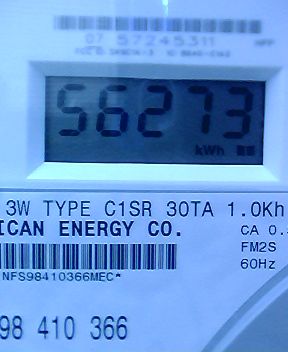 07 57245311
56273
kWh
3W TYPE C1SR 30TA 1.0Kh
ICAN ENERGY CO.
CA 0.
FM2S
60Hz
NFS98410366MEC*
98 410 366